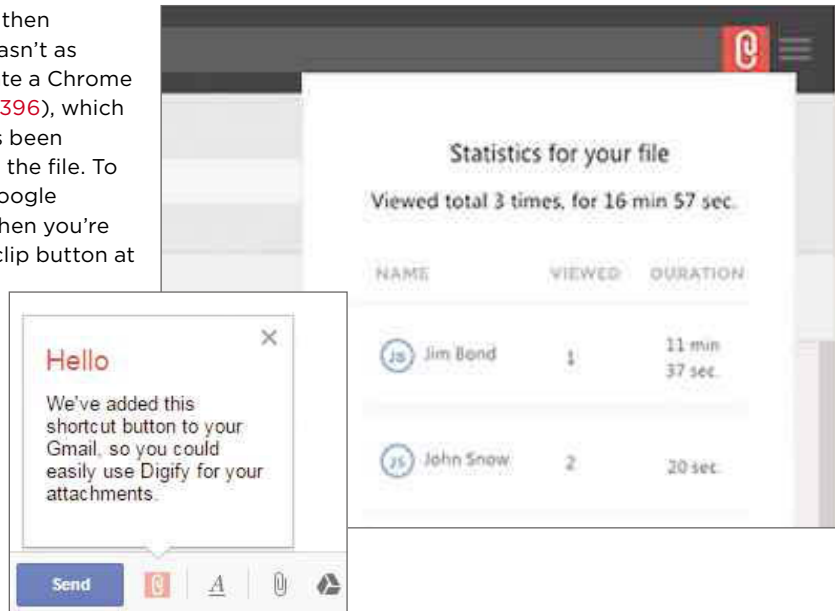 then
asn't as
te a Chrome
396), which
s been
the file. To
oogle
hen you're
clip button at
Statistics for your file
Viewed total 3 times, for 16 min 57 sec.
NAME VIEWED DURATION
JB Jim Bond 1 11 min
37 sec.
JS John Snow 2 20 sec.
Hello
We've added this
shortcut button to your
Gmail, so you could
easily use Digify for your
attachments.
Send A